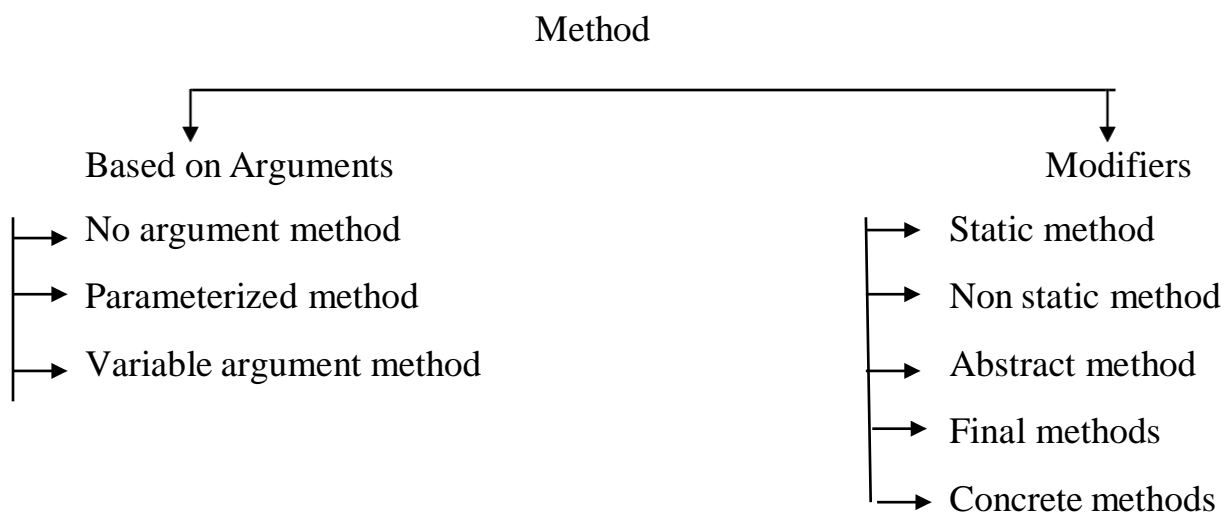 Method
Based on Arguments
No argument method
Parameterized method
Variable argument method
Modifiers
Static method
Non static method
Abstract method
Final methods
Concrete methods